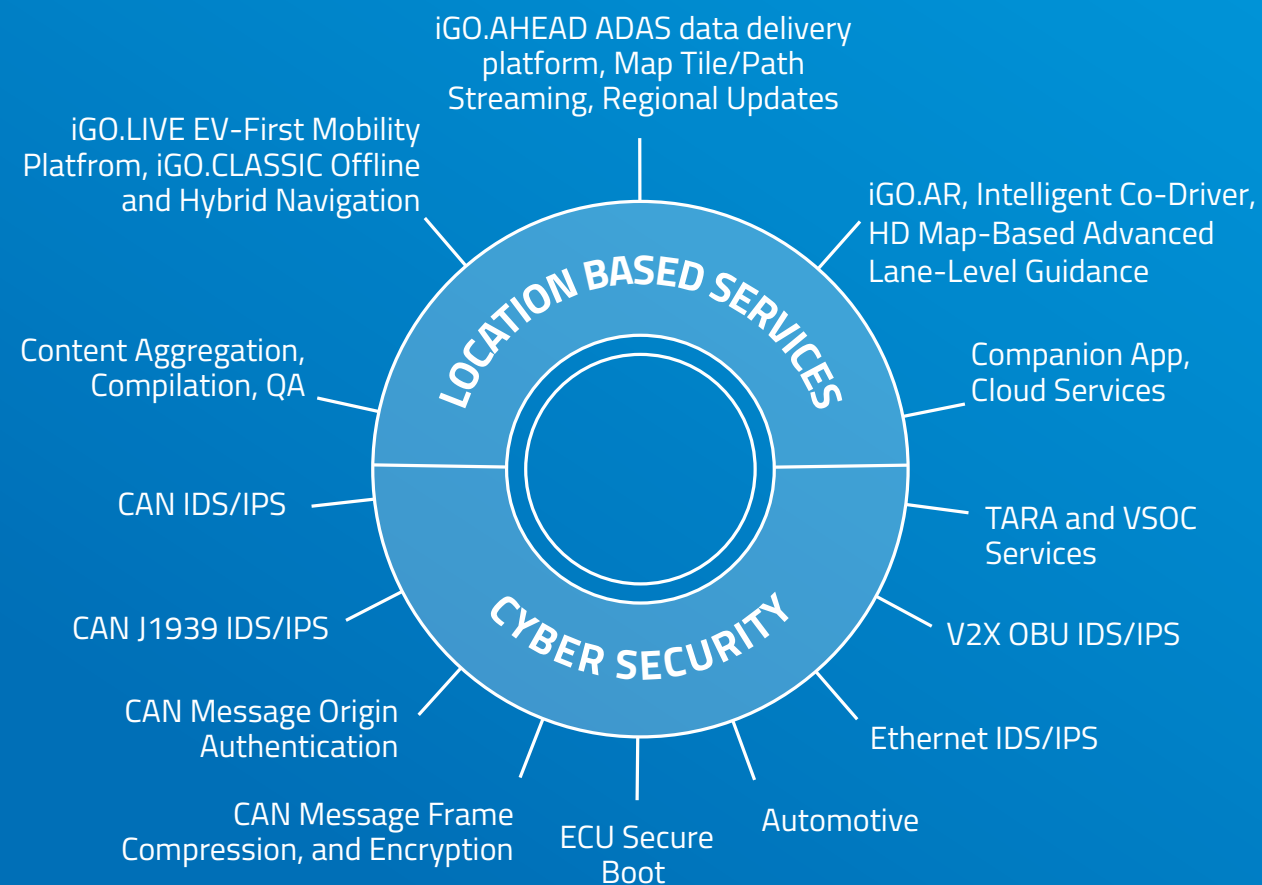 iGO.AHEAD ADAS data delivery
platform, Map Tile/Path
Streaming, Regional Updates
iGO.LIVE EV-First Mobility
Platfrom, iGO.CLASSIC Offline
and Hybrid Navigation
iGO.AR, Intelligent Co-Driver,
HD Map-Based Advanced
Lane-Level Guidance
LOCATION BASED SERVICES
Content Aggregation,
Compilation, QA
Companion App,
Cloud Services
CAN IDS/IPS
TARA and VSOC
Services
CAN J1939 IDS/IPS
V2X OBU IDS/IPS
CYBER SECURITY
CAN Message Origin
Authentication
Ethernet IDS/IPS
CAN Message Frame
Compression, and Encryption
ECU Secure
Boot
Automotive